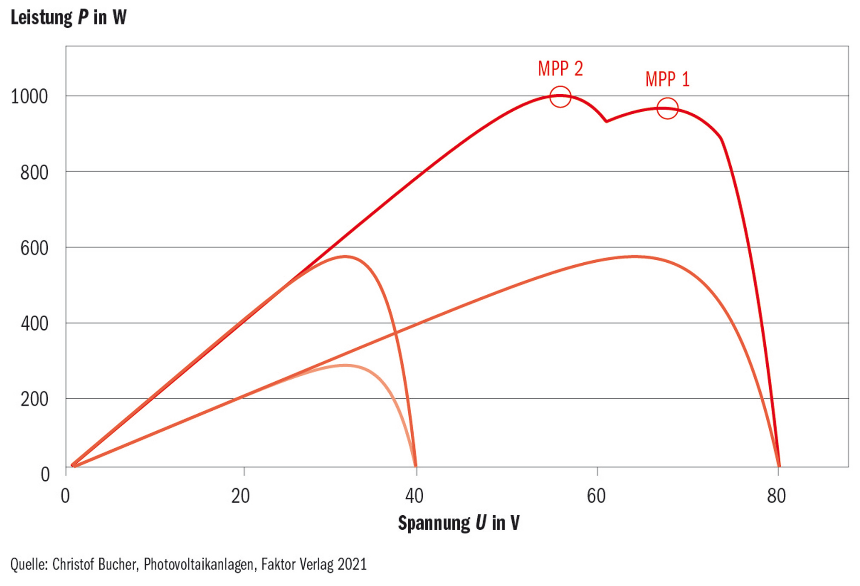 Leistung P in W
MPP 2
MPP 1
1000
800
600
400
200
0
0 20 40 60 80
Spannung U in V
Quelle: Christof Bucher, Photovoltaikanlagen, Faktor Verlag 2021